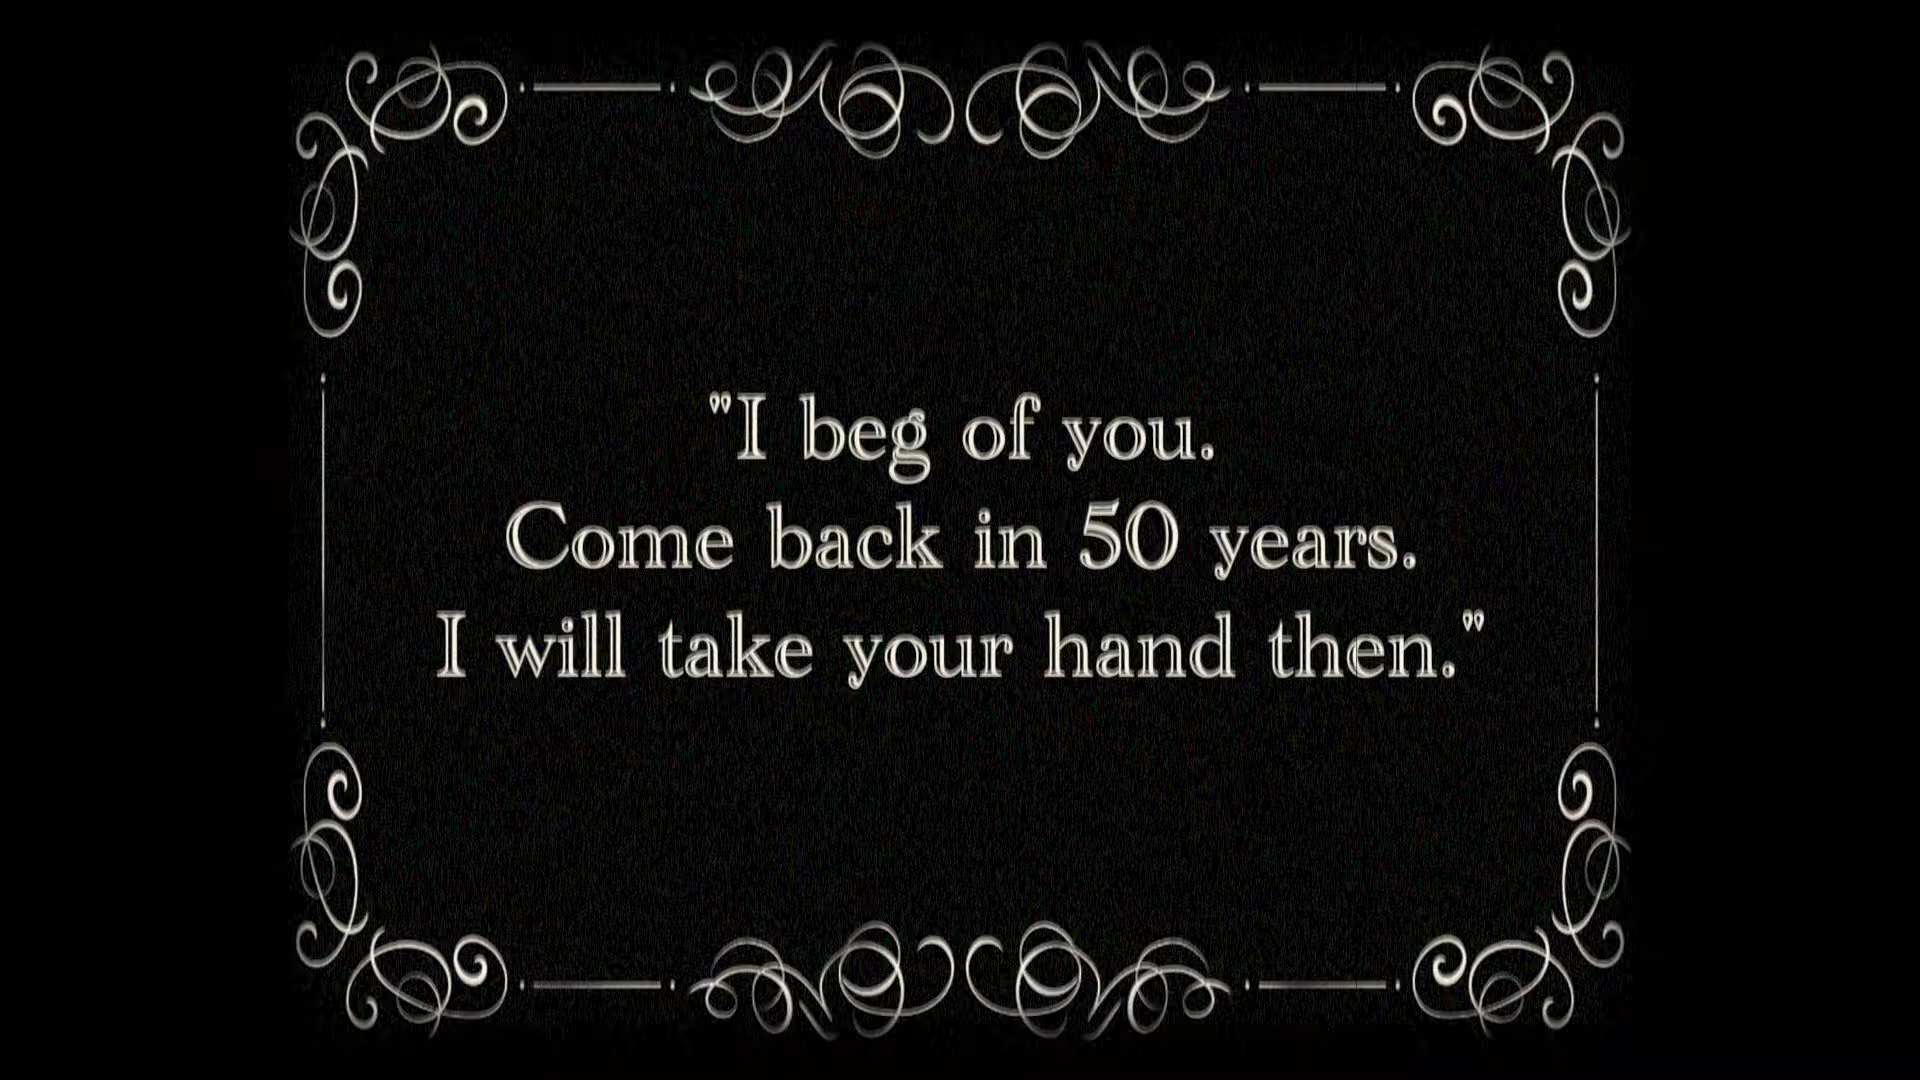 "I beg of you.
Come back in 50 years.
I will take your hand then."